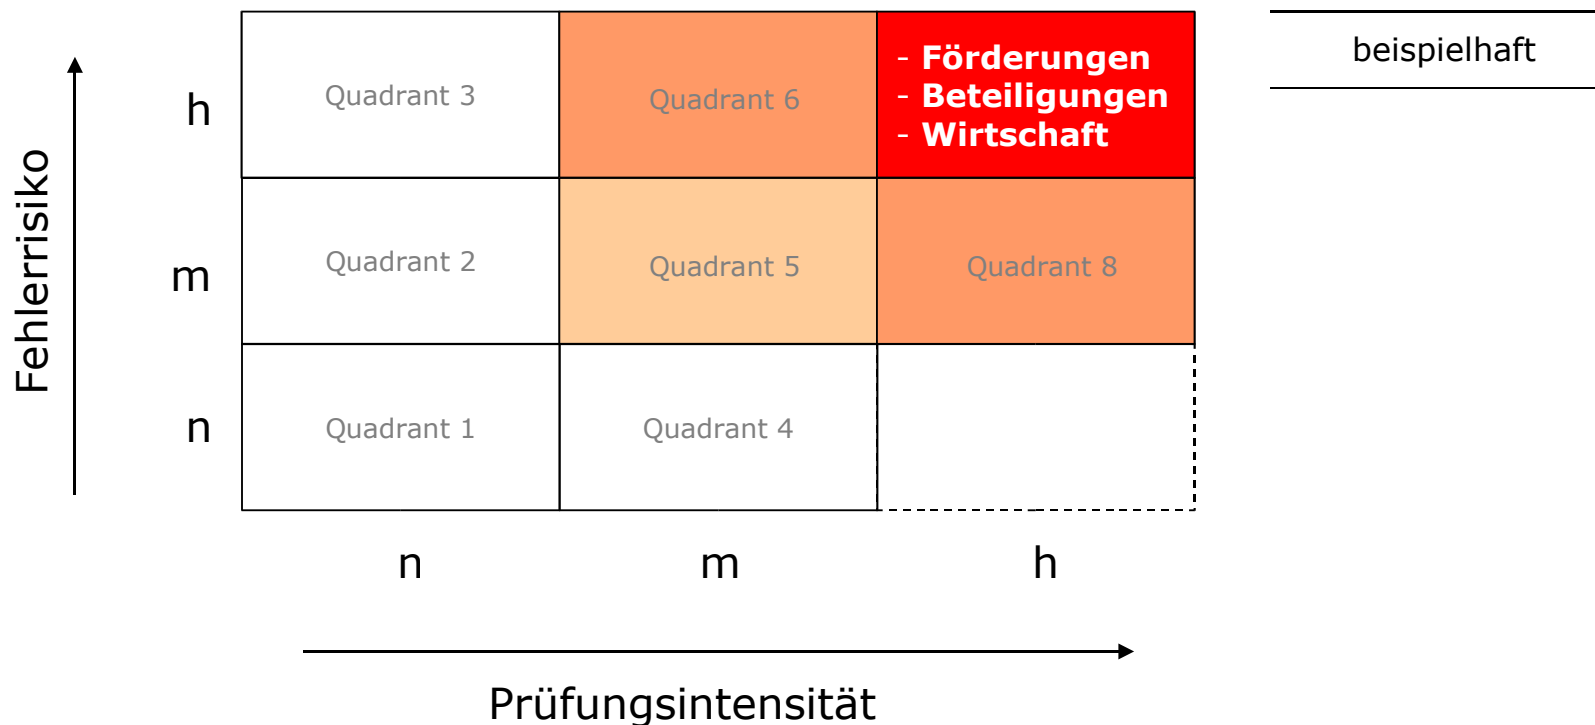 beispielhaft
Fehlerrisiko
h
Quadrant 3
Quadrant 6
- Förderungen
- Beteiligungen
- Wirtschaft
m
Quadrant 2
Quadrant 5
Quadrant 8
n
Quadrant 1
Quadrant 4
n
m
h
Prüfungsintensität